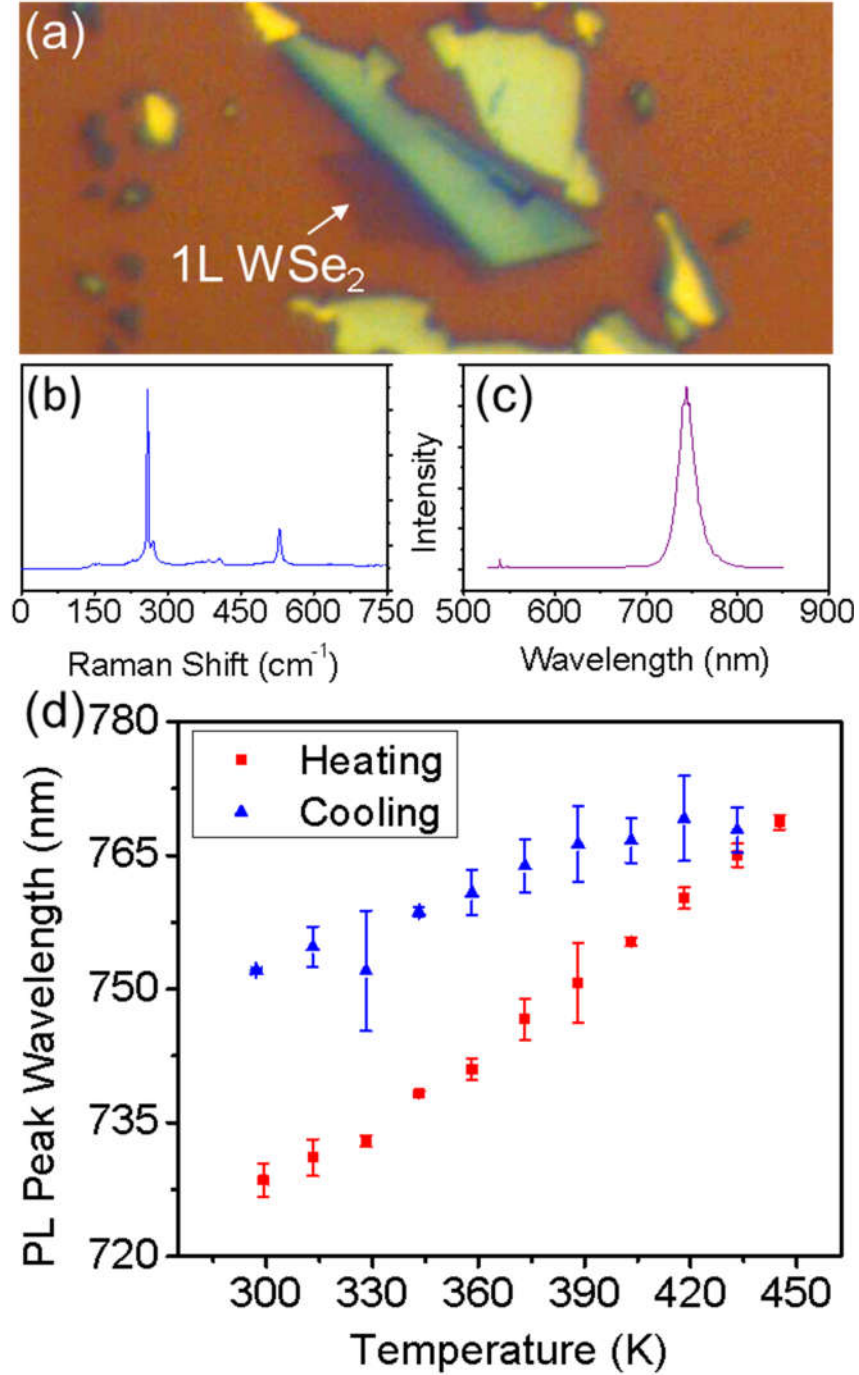 (a)
1L WSe₂
(b)
0 150 300 450 600 750
Raman Shift (cm⁻¹)
Intensity
(c)
500 600 700 800 900
Wavelength (nm)
(d)
Heating
Cooling
780
765
750
735
720
PL Peak Wavelength (nm)
300 330 360 390 420 450
Temperature (K)